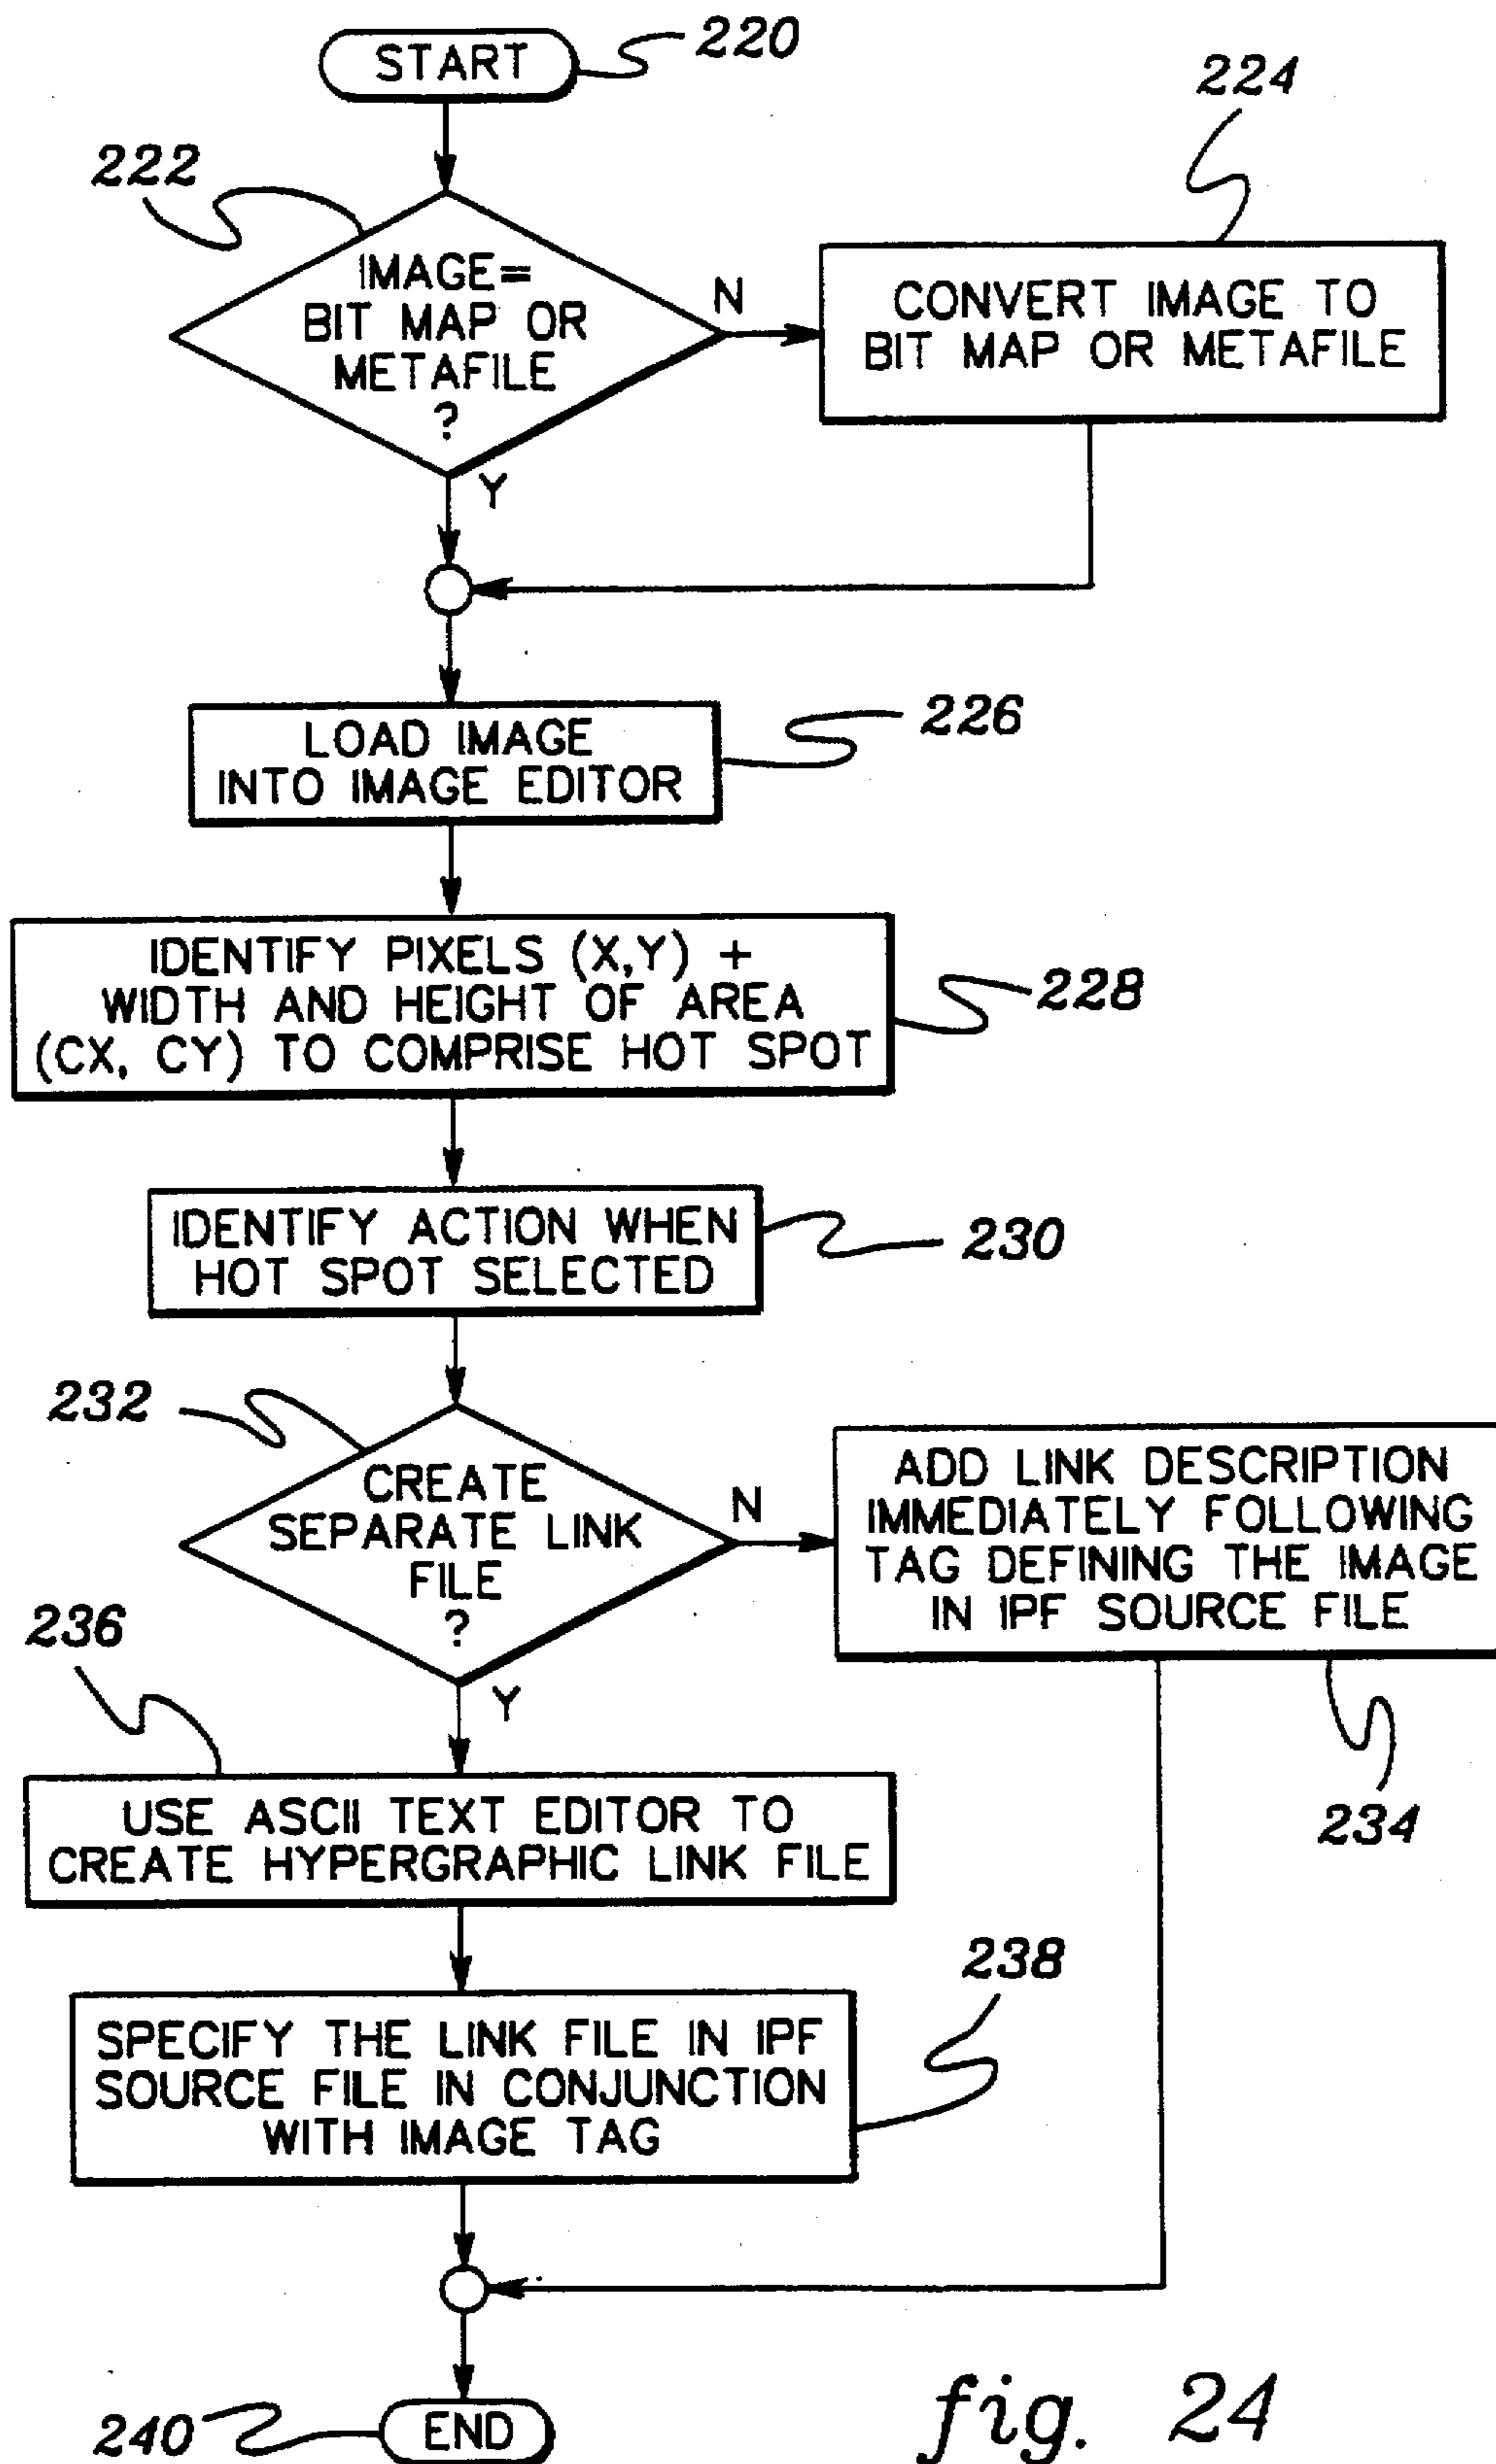 START
220
224
222
IMAGE=
BIT MAP OR
METAFILE
?
N
CONVERT IMAGE TO
BIT MAP OR METAFILE
Y
LOAD IMAGE
INTO IMAGE EDITOR
226
IDENTIFY PIXELS (X,Y) +
WIDTH AND HEIGHT OF AREA
(CX, CY) TO COMPRISE HOT SPOT
228
IDENTIFY ACTION WHEN
HOT SPOT SELECTED
230
232
CREATE
SEPARATE LINK
FILE
?
N
ADD LINK DESCRIPTION
IMMEDIATELY FOLLOWING
TAG DEFINING THE IMAGE
IN IPF SOURCE FILE
234
Y
236
USE ASCII TEXT EDITOR TO
CREATE HYPERGRAPHIC LINK FILE
238
SPECIFY THE LINK FILE IN IPF
SOURCE FILE IN CONJUNCTION
WITH IMAGE TAG
240
END
fig. 24